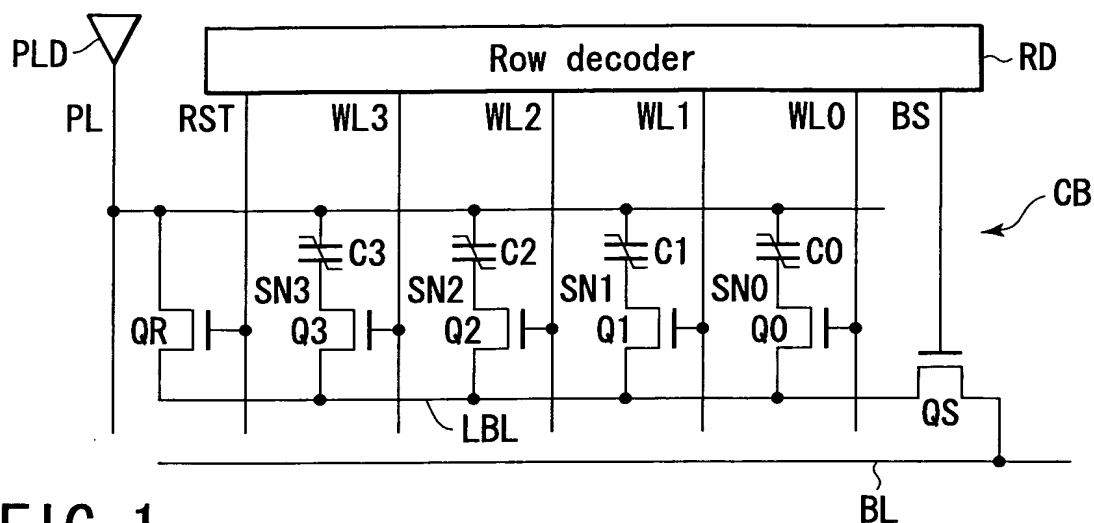 PLD
Row decoder
RD
PL
RST
WL3
WL2
WL1
WL0
BS
CB
C3
C2
C1
C0
SN3
SN2
SN1
SN0
QR
Q3
Q2
Q1
Q0
QS
LBL
BL
FIG. 1